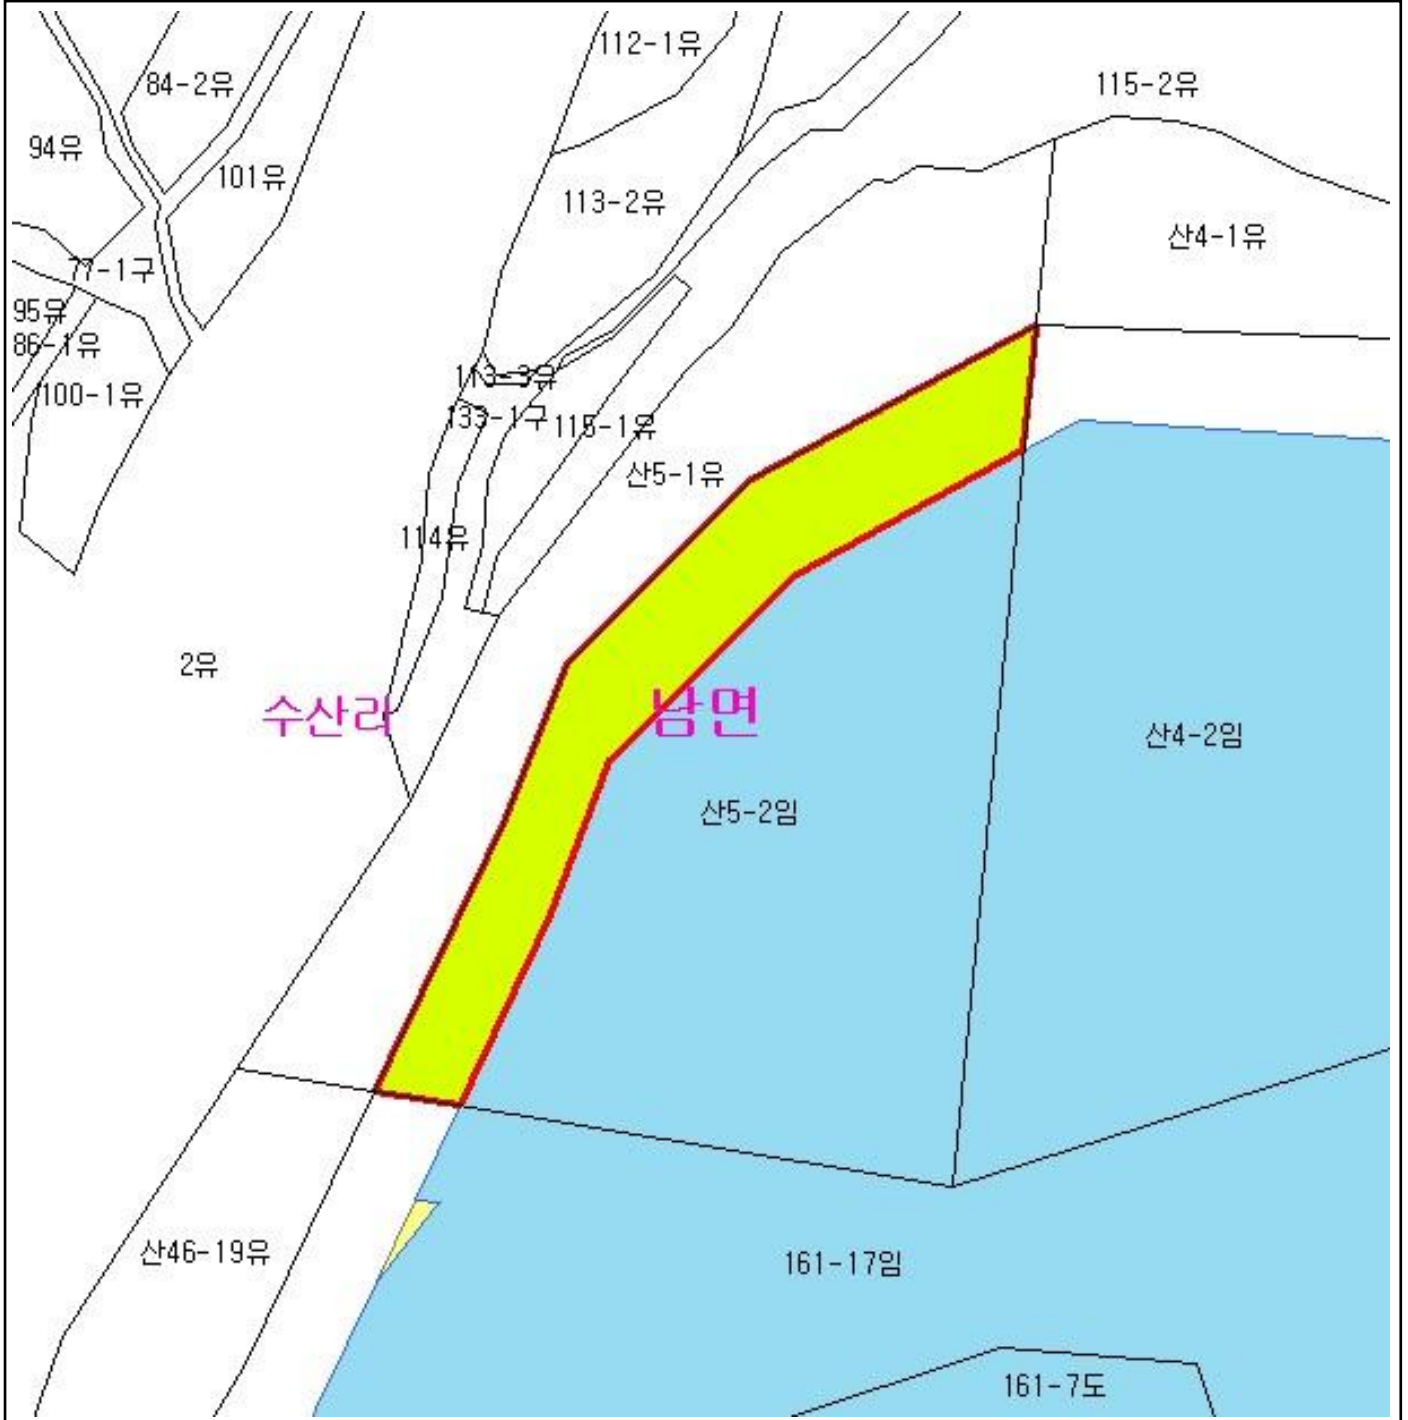 112-1유
84-2유
115-2유
94유
101유
113-2유
산4-1유
77-1구
95유
86-1유
113-3유
100-1유
133-1구
115-1유
산5-1유
114유
2유
수산리
남면
산4-2임
산5-2임
산46-19유
161-17임
161-7도